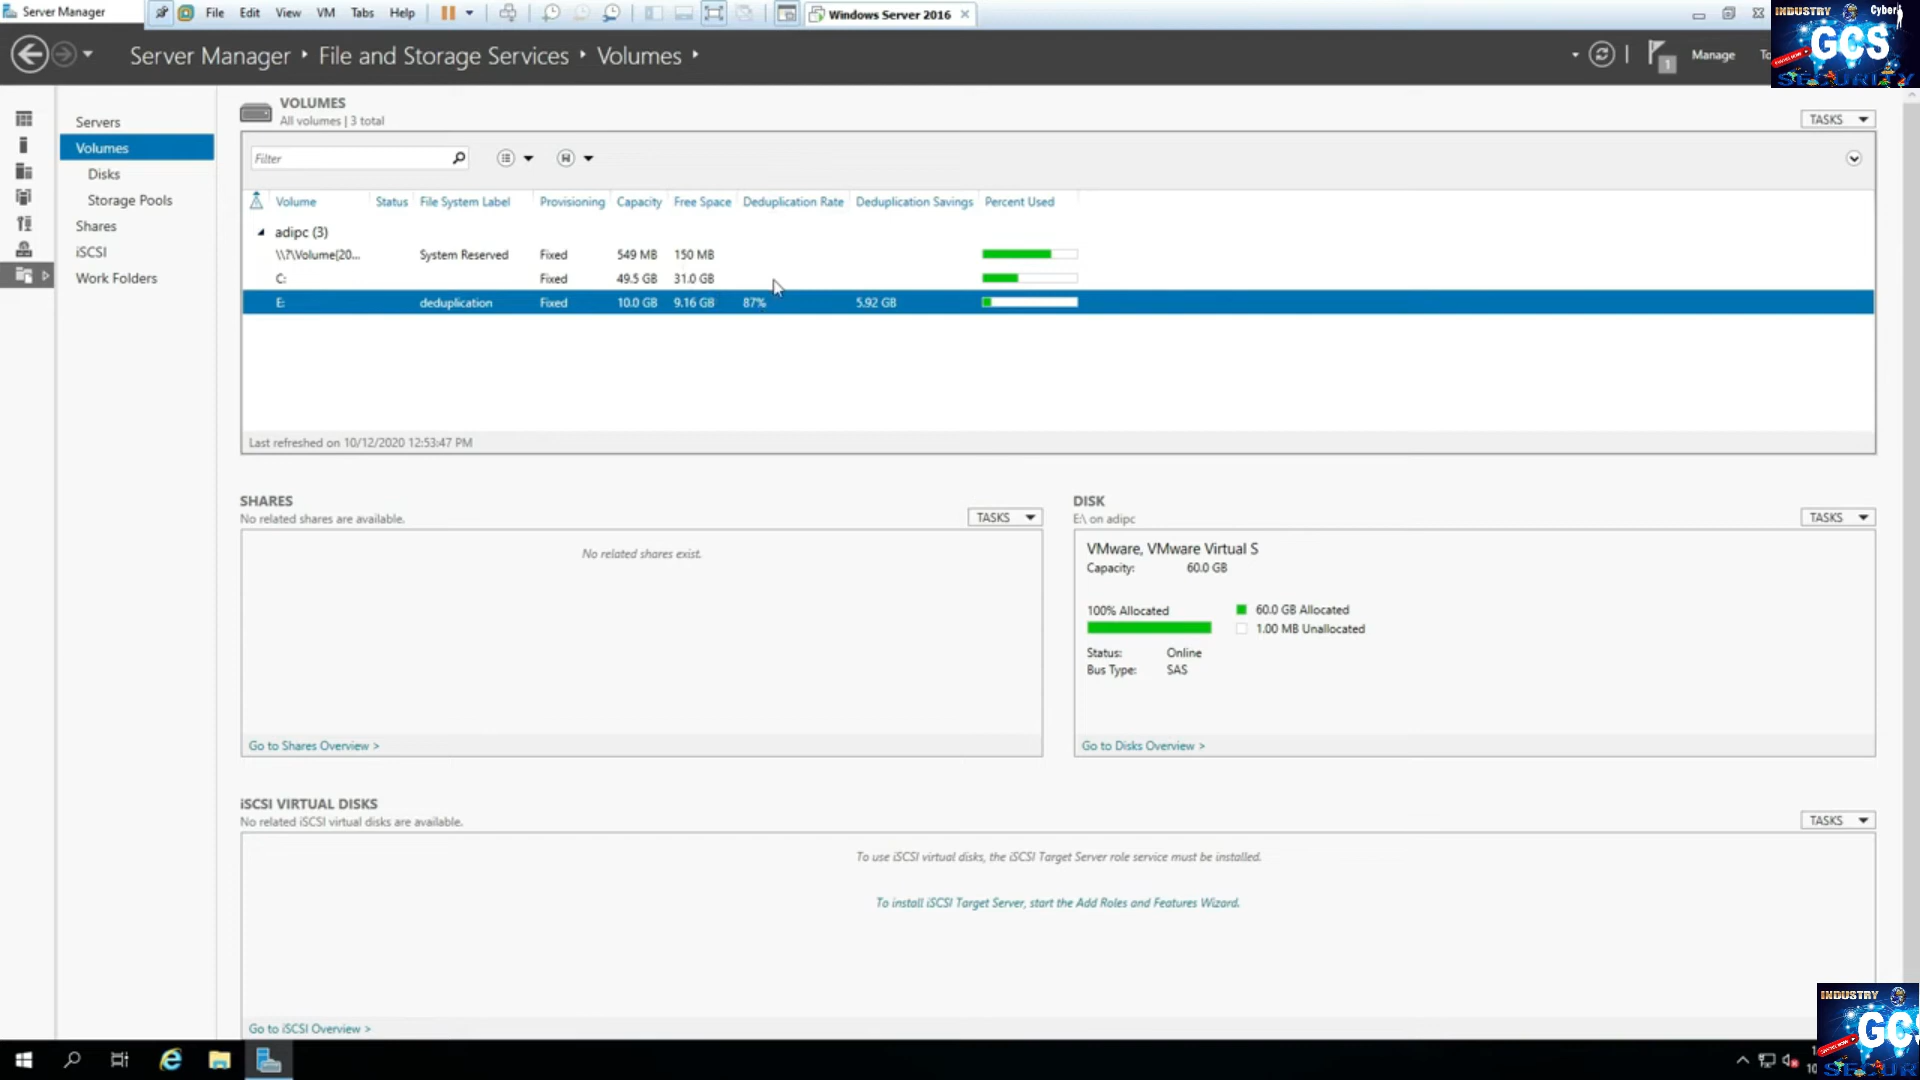 Server Manager
File Edit View VM Tabs Help
Windows Server 2016
INDUSTRY Cyber
GCS
SECURITY
Server Manager File and Storage Services Volumes
1
Manage
Servers
Volumes
Disks
Storage Pools
Shares
iSCSI
Work Folders
VOLUMES
All volumes | 3 total
TASKS
Filter
Volume Status File System Label Provisioning Capacity Free Space Deduplication Rate Deduplication Savings Percent Used
adipc (3)
\\?\Volume{20... System Reserved Fixed 549 MB 150 MB
C: Fixed 49.5 GB 31.0 GB
E: deduplication Fixed 10.0 GB 9.16 GB 87% 5.92 GB
Last refreshed on 10/12/2020 12:53:47 PM
SHARES
No related shares are available.
TASKS
No related shares exist.
Go to Shares Overview >
DISK
E:\ on adipc
TASKS
VMware, VMware Virtual S
Capacity: 60.0 GB
100% Allocated
60.0 GB Allocated
1.00 MB Unallocated
Status: Online
Bus Type: SAS
Go to Disks Overview >
iSCSI VIRTUAL DISKS
No related iSCSI virtual disks are available.
TASKS
To use iSCSI virtual disks, the iSCSI Target Server role service must be installed.
To install iSCSI Target Server, start the Add Roles and Features Wizard.
Go to iSCSI Overview >
INDUSTRY
GCS
SECUR